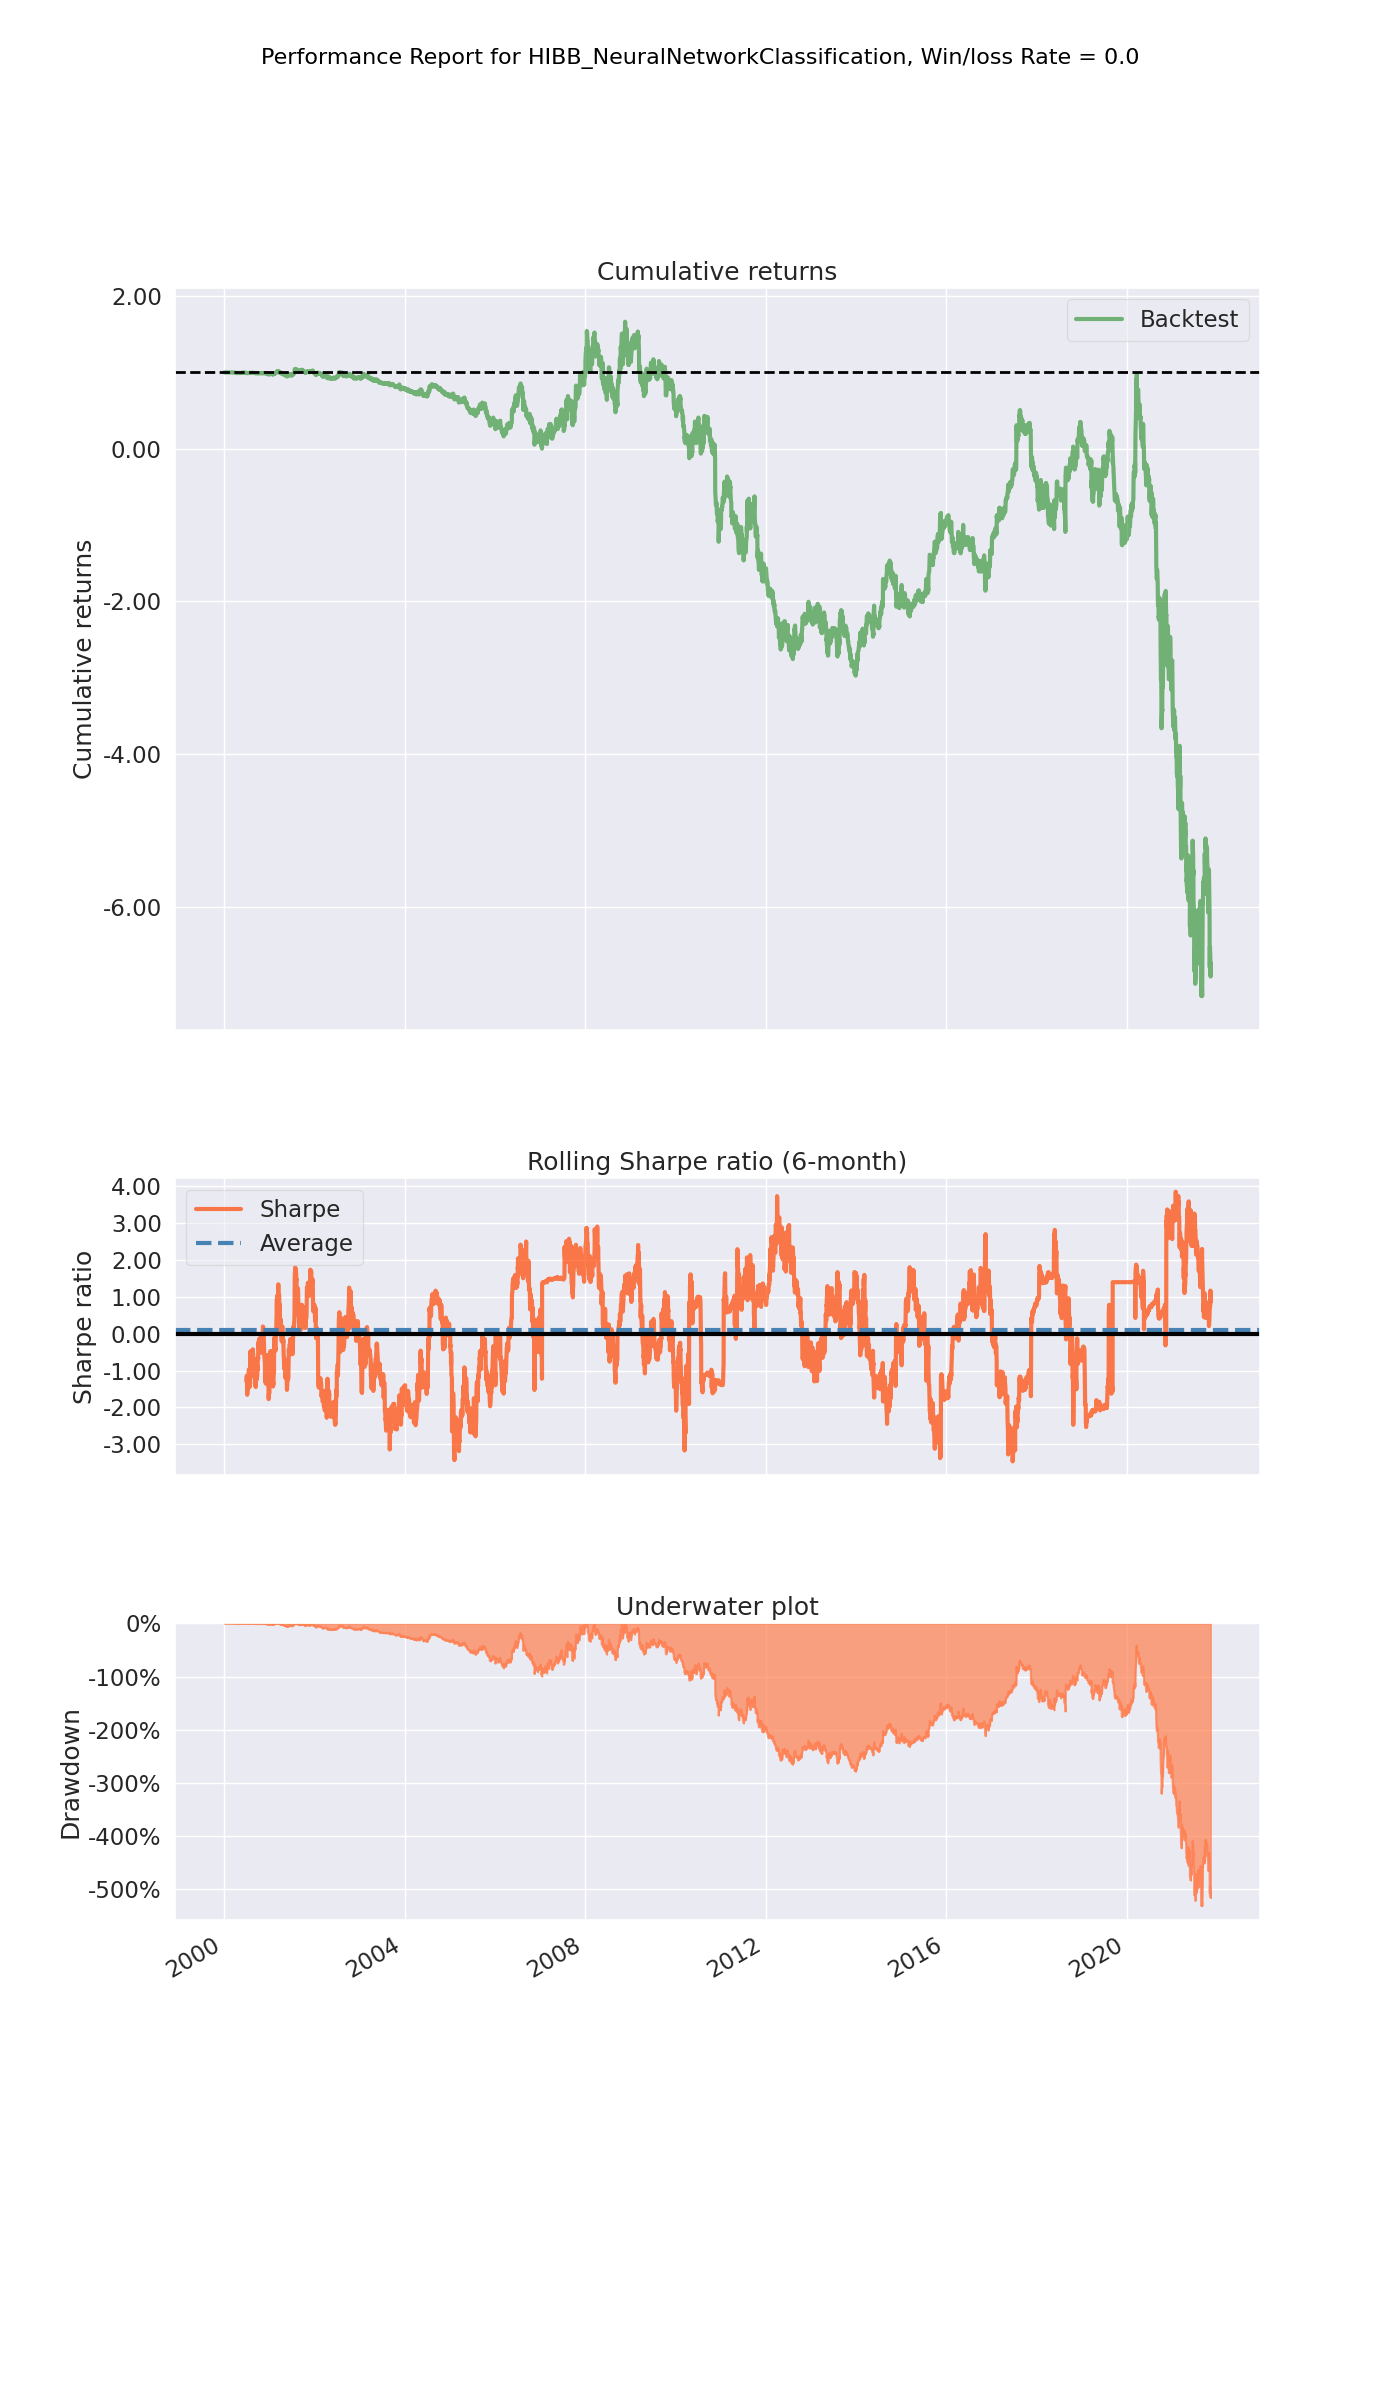 Performance Report for HIBB_NeuralNetworkClassification, Win/loss Rate = 0.0
Cumulative returns
2.00
Backtest
0.00
-2.00
-4.00
-6.00
Cumulative returns
Rolling Sharpe ratio (6-month)
4.00
3.00
2.00
1.00
0.00
-1.00
-2.00
-3.00
Sharpe
Average
Sharpe ratio
Underwater plot
0%
-100%
-200%
-300%
-400%
-500%
Drawdown
2000
2004
2008
2012
2016
2020